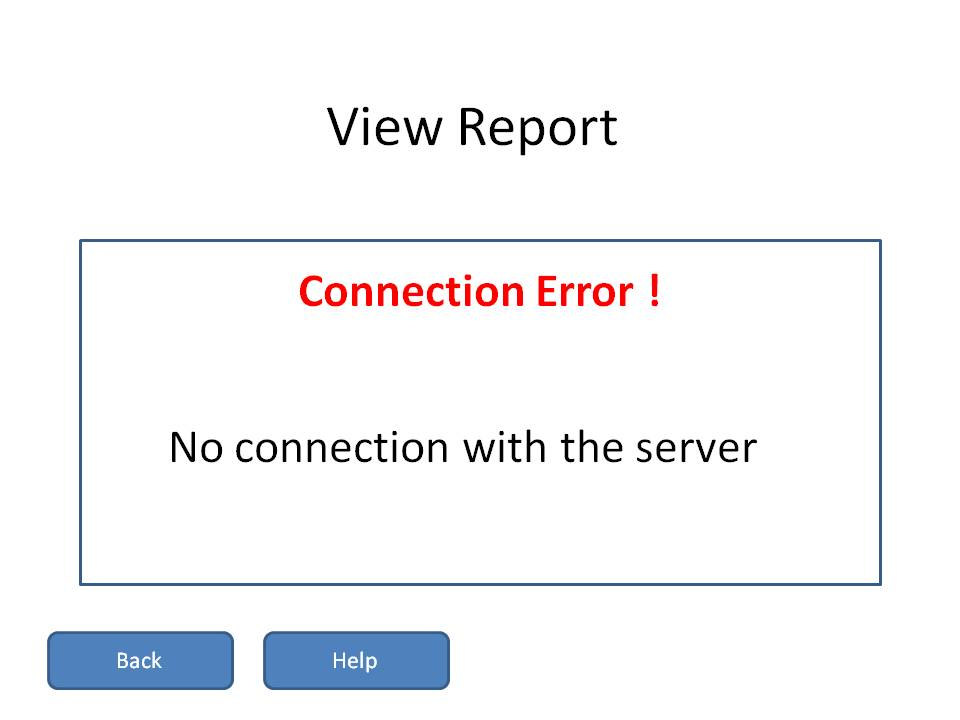 View Report
Connection Error !
No connection with the server
Back
Help